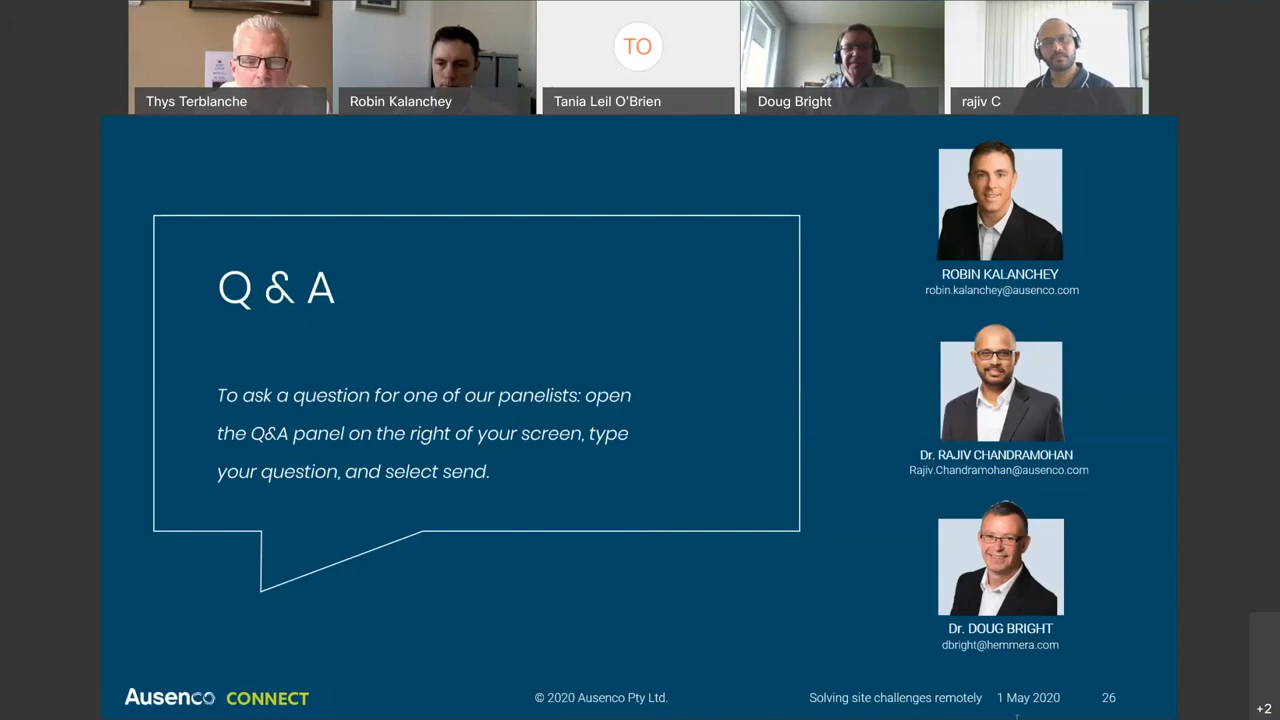 Thys Terblanche
Robin Kalanchey
TO
Tania Leil O'Brien
Doug Bright
rajiv C
Q & A
To ask a question for one of our panelists: open
the Q&A panel on the right of your screen, type
your question, and select send.
ROBIN KALANCHEY
robin.kalanchey@ausenco.com
Dr. RAJIV CHANDRAMOHAN
Rajiv.Chandramohan@ausenco.com
Dr. DOUG BRIGHT
dbright@hemmera.com
Ausenco CONNECT
© 2020 Ausenco Pty Ltd.
Solving site challenges remotely 1 May 2020 26
+2